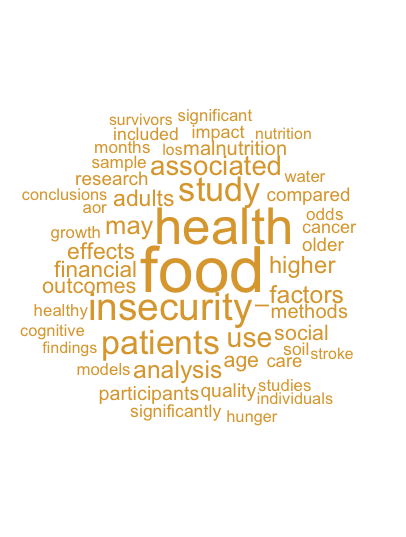 survivors significant
included impact nutrition
months los malnutrition
sample associated water
research adults study compared
conclusions
aor may health odds
growth cancer
effects older
financial food higher
outcomes insecurity – factors
healthy methods
cognitive patients use social
findings soil stroke
models analysis age care
participants quality studies
individuals
significantly hunger